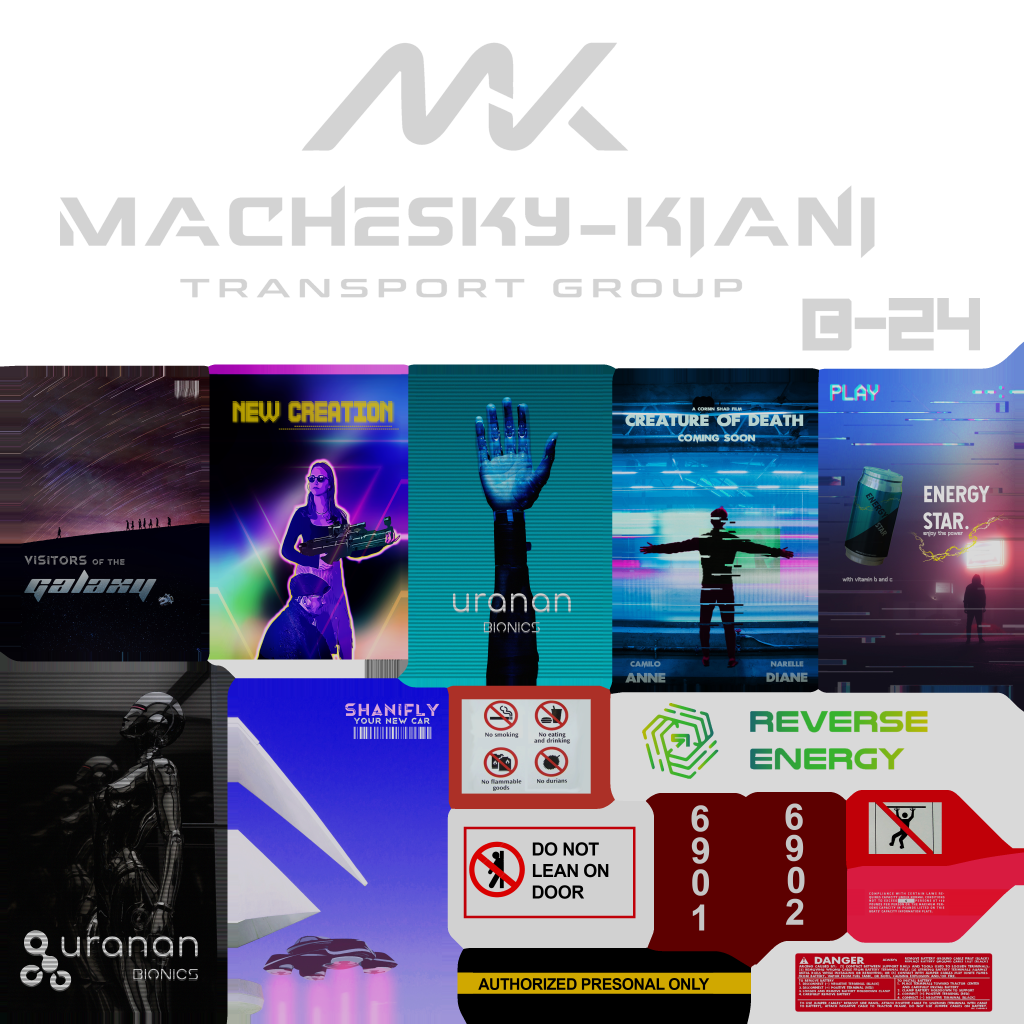 MK
MACHESKY-KIANI
TRANSPORT GROUP
B-24
VISITORS OF THE
galaxy
NEW CREATION
uranan
BIONICS
A CORBIN SHAD FILM
CREATURE OF DEATH
COMING SOON
CAMILO
ANNE
NARELLE
DIANE
PLAY
ENERGY
STAR.
enjoy the power
with vitamin b and c
uranan
BIONICS
SHANIFLY
YOUR NEW CAR
No smoking
No eating
and drinking
No flammable
goods
No durians
REVERSE
ENERGY
DO NOT
LEAN ON
DOOR
6901
6902
AUTHORIZED PRESONAL ONLY
DANGER